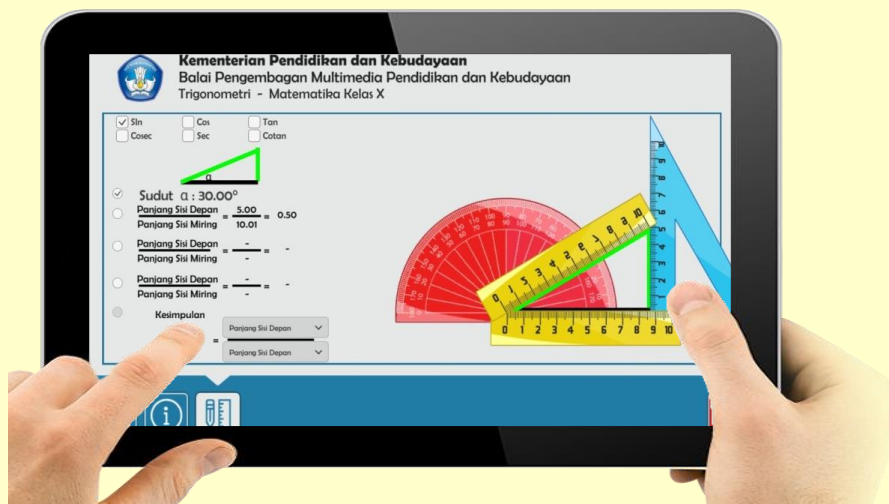 Kementerian Pendidikan dan Kebudayaan
Balai Pengembagan Multimedia Pendidikan dan Kebudayaan
Trigonometri - Matematika Kelas X
SIn Cos Tan
Cosec Sec Cotan
α
Sudut α : 30.00°
Panjang Sisi Depan = 5.00 = 0.50
Panjang Sisi Miring 10.01
Panjang Sisi Depan = - = -
Panjang Sisi Miring -
Panjang Sisi Depan = - = -
Panjang Sisi Miring -
Kesimpulan
Panjang Sisi Depan
=
Panjang Sisi Depan
0 1 2 3 4 5 6 7 8 9 10
i